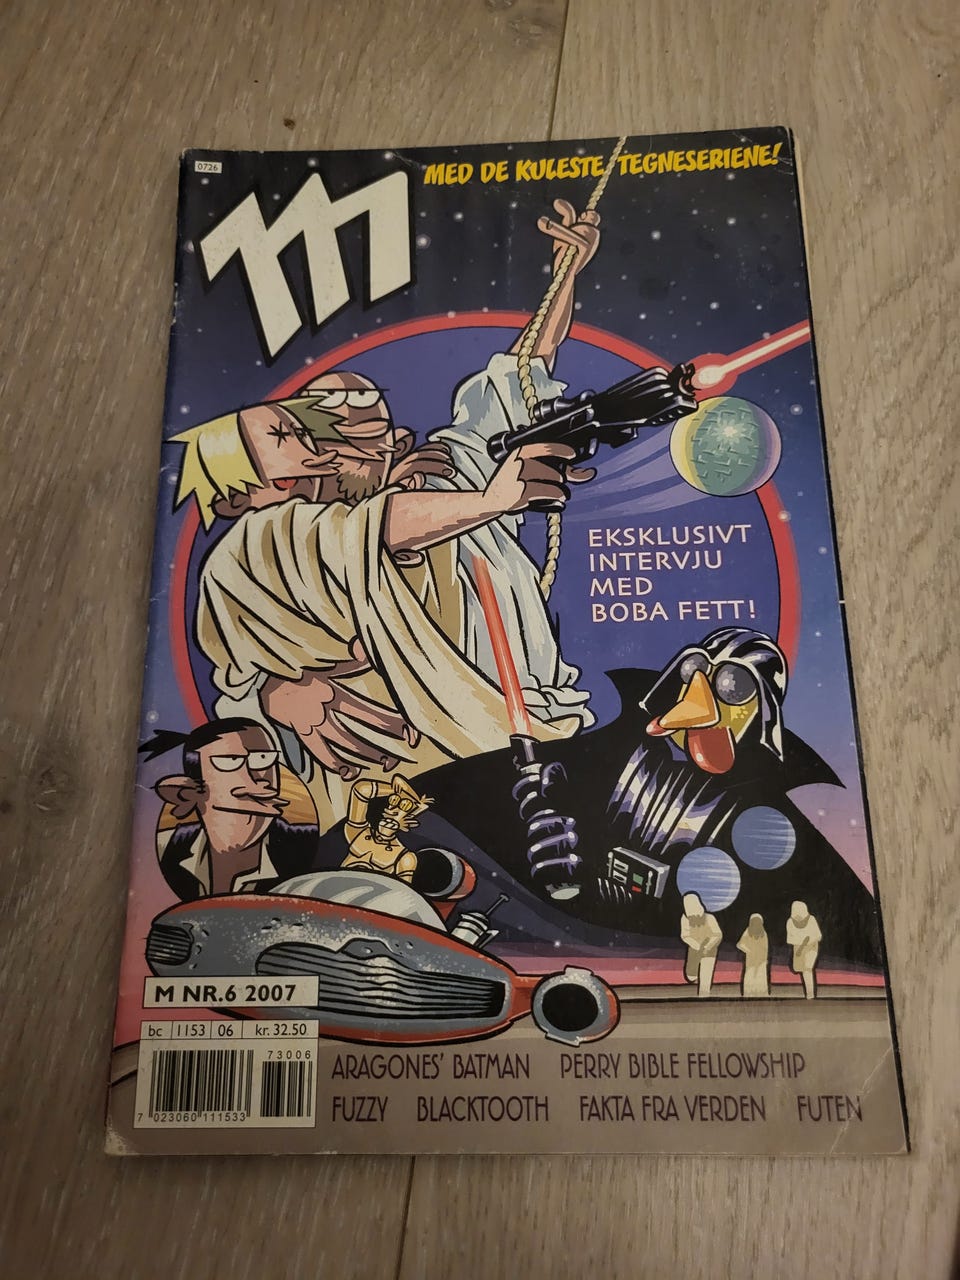 0726
MED DE KULESTE TEGNESERIENE!
M
EKSKLUSIVT
INTERVJU
MED
BOBA FETT!
M NR.6 2007
bc 1153 06 kr. 32.50
73006
7 023060 111533
ARAGONES' BATMAN PERRY BIBLE FELLOWSHIP
FUZZY BLACKTOOTH FAKTA FRA VERDEN FUTEN